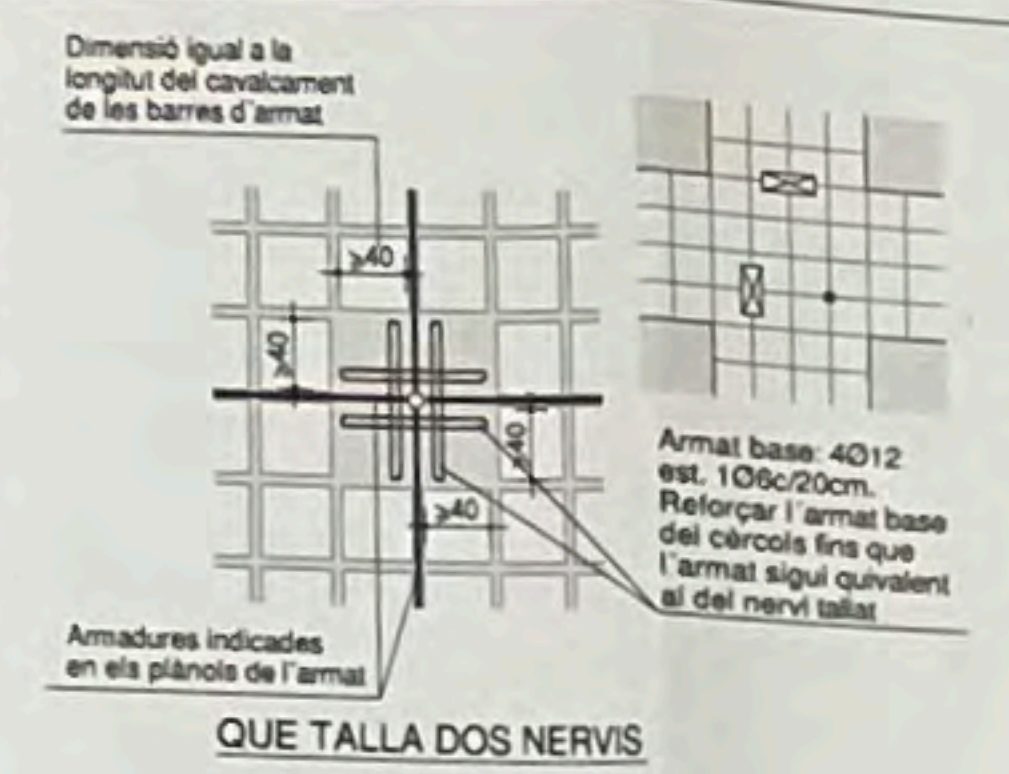 Dimensió igual a la
longitut del cavalcament
de les barres d'armat
≥40
≥40
≥40
≥40
Armat base: 4Ø12
est. 1Ø6c/20cm.
Reforçar l'armat base
del cèrcols fins que
l'armat sigui quivalent
al del nervi tallat
Armadures indicades
en els plànols de l'armat
QUE TALLA DOS NERVIS